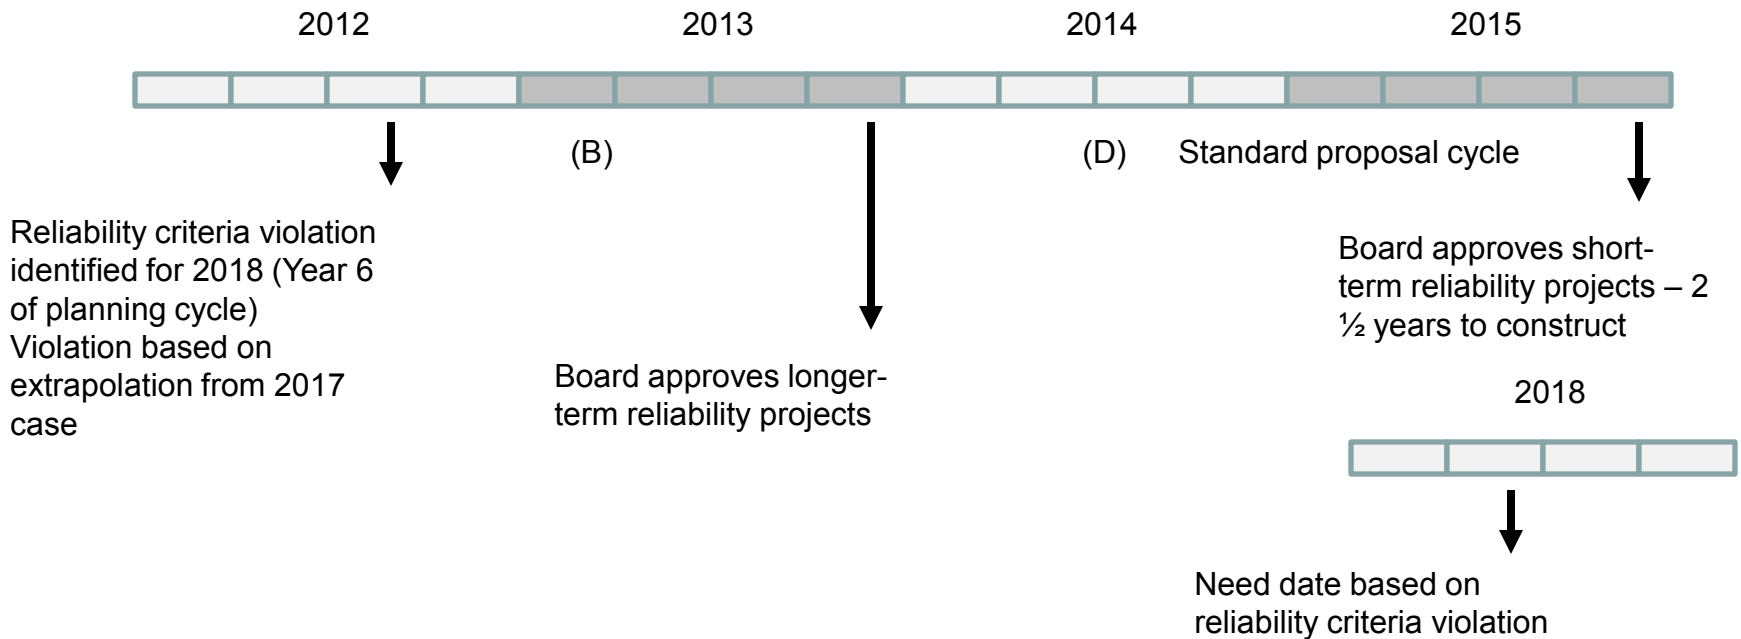 2012
2013
2014
2015
(B)
(D)
Standard proposal cycle
Reliability criteria violation
identified for 2018 (Year 6
of planning cycle)
Violation based on
extrapolation from 2017
case
Board approves longer-
term reliability projects
Board approves short-
term reliability projects – 2
½ years to construct
2018
Need date based on
reliability criteria violation